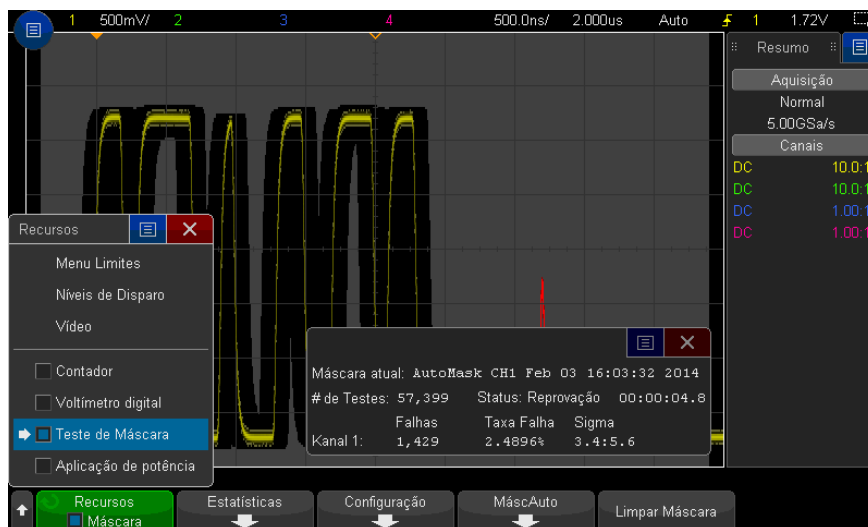 1 500mV/ 2 3 4 500.0ns/ 2.000us Auto 1 1.72V
Resumo
Aquisição
Normal
5.00GSa/s
Canais
DC 10.0:1
DC 10.0:1
DC 1.00:1
DC 1.00:1
Recursos
Menu Limites
Níveis de Disparo
Vídeo
Contador
Voltímetro digital
Teste de Máscara
Aplicação de potência
Máscara atual: AutoMask CH1 Feb 03 16:03:32 2014
# de Testes: 57,399 Status: Reprovação 00:00:04.8
Falhas Taxa Falha Sigma
Kanal 1: 1,429 2.4896% 3.4:5.6
Recursos
Máscara
Estatísticas
Configuração
MáscAuto
Limpar Máscara